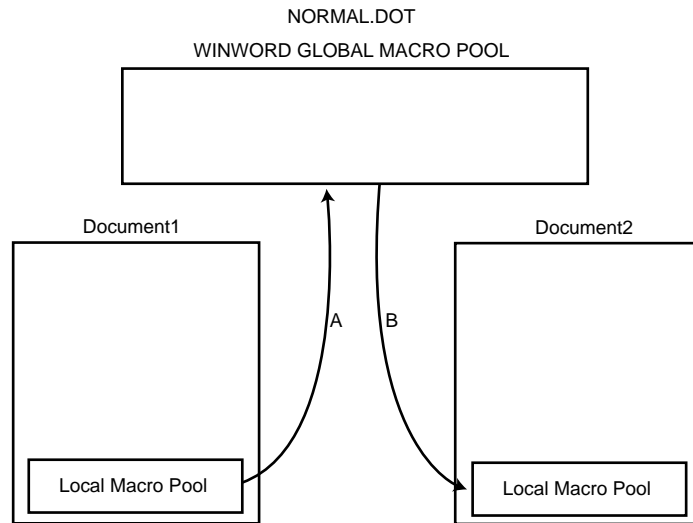 NORMAL.DOT
WINWORD GLOBAL MACRO POOL
Document1
Document2
A
B
Local Macro Pool
Local Macro Pool